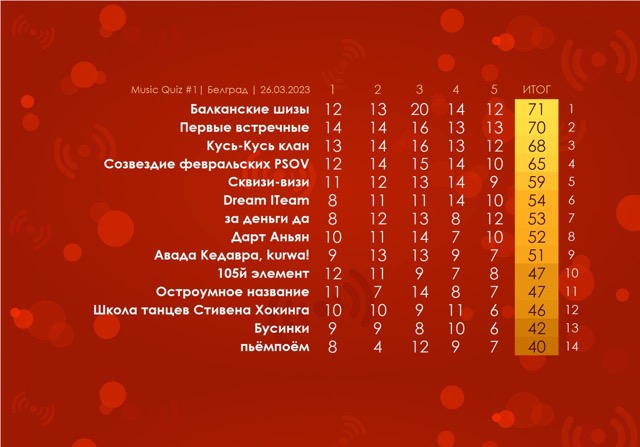 Music Quiz #1| Белград | 26.03.2023 1 2 3 4 5 ИТОГ
Балканские шизы 12 13 20 14 12 71 1
Первые встречные 14 14 16 13 13 70 2
Кусь-Кусь клан 13 14 16 13 12 68 3
Созвездие февральских PSOV 12 14 15 14 10 65 4
Сквизи-визи 11 12 13 14 9 59 5
Dream ITeam 8 11 11 14 10 54 6
за деньги да 8 12 13 8 12 53 7
Дарт Аньян 10 11 14 7 10 52 8
Авада Кедавра, kurwa! 9 13 13 9 7 51 9
105й элемент 12 11 9 7 8 47 10
Остроумное название 11 7 14 8 7 47 11
Школа танцев Стивена Хокинга 10 10 9 11 6 46 12
Бусинки 9 9 8 10 6 42 13
пьёмпоём 8 4 12 9 7 40 14